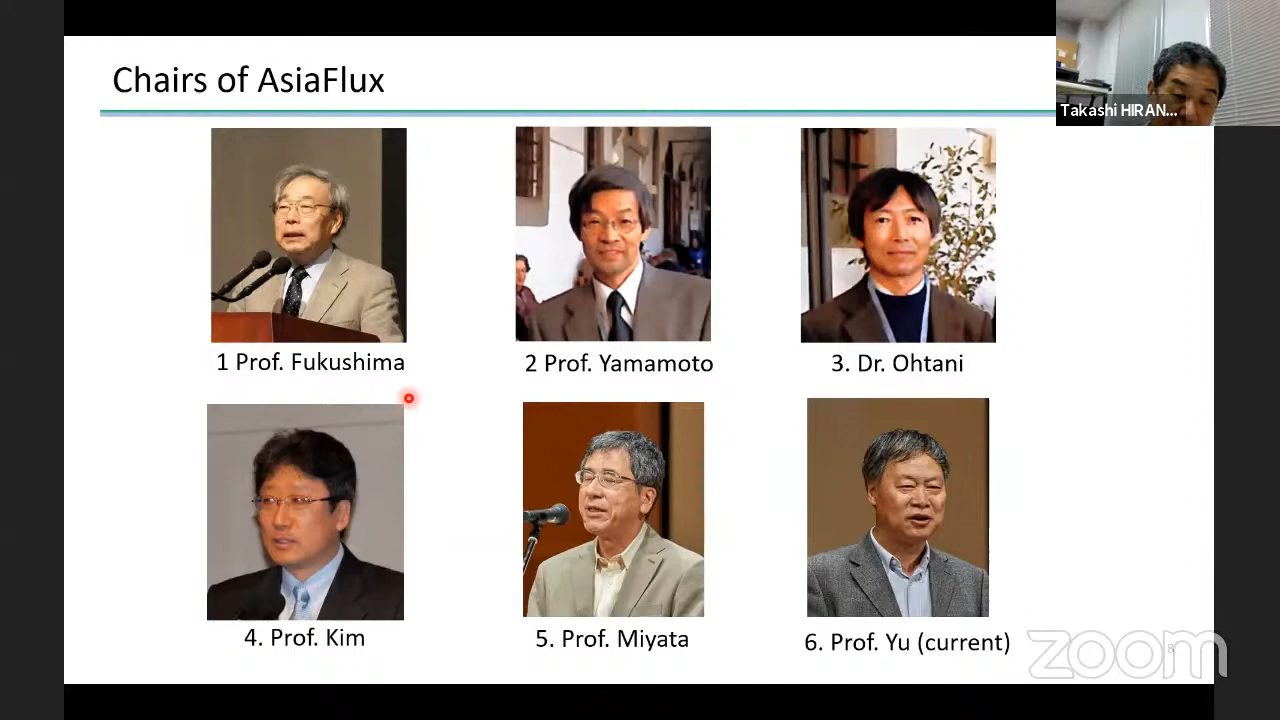 Chairs of AsiaFlux
Takashi HIRAN...
1 Prof. Fukushima
2 Prof. Yamamoto
3. Dr. Ohtani
4. Prof. Kim
5. Prof. Miyata
6. Prof. Yu (current)
zoom
8